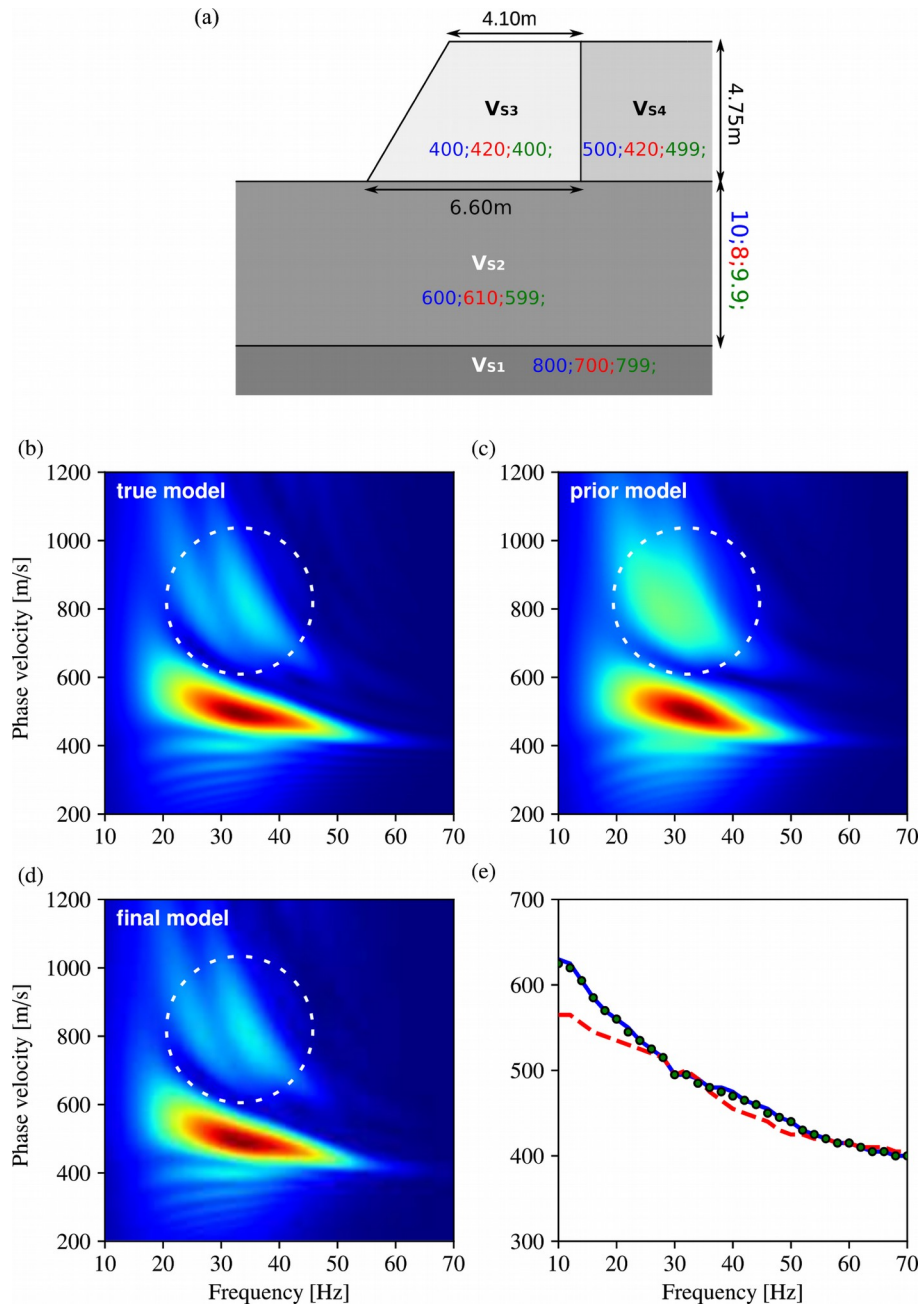 (a)
4.10m
VS3
VS4
400;420;400;
500;420;499;
4.75m
6.60m
VS2
600;610;599;
10;8;9.9;
VS1
800;700;799;
(b)
(c)
1200
1000
800
600
400
200
Phase velocity [m/s]
true model
10 20 30 40 50 60 70
1200
1000
800
600
400
200
prior model
10 20 30 40 50 60 70
(d)
(e)
1200
1000
800
600
400
200
Phase velocity [m/s]
final model
10 20 30 40 50 60 70
Frequency [Hz]
700
600
500
400
300
10 20 30 40 50 60 70
Frequency [Hz]